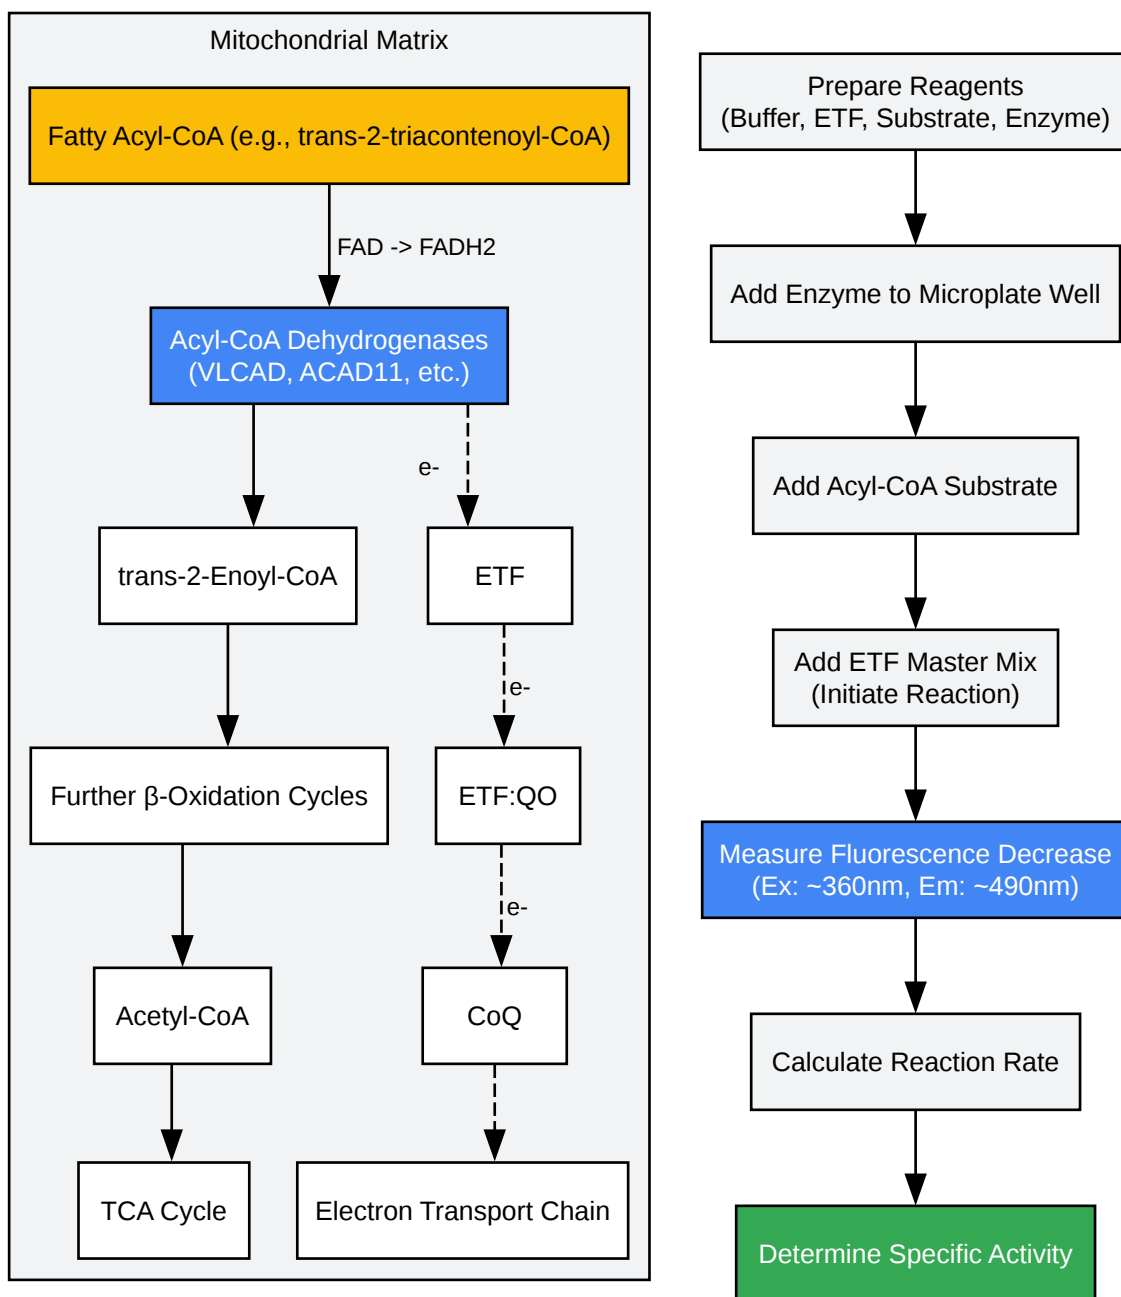 Mitochondrial Matrix
Fatty Acyl-CoA (e.g., trans-2-triacontenoyl-CoA)
FAD -> FADH2
Acyl-CoA Dehydrogenases
(VLCAD, ACAD11, etc.)
e-
trans-2-Enoyl-CoA
ETF
e-
Further β-Oxidation Cycles
ETF:QO
e-
Acetyl-CoA
CoQ
TCA Cycle
Electron Transport Chain
Prepare Reagents
(Buffer, ETF, Substrate, Enzyme)
Add Enzyme to Microplate Well
Add Acyl-CoA Substrate
Add ETF Master Mix
(Initiate Reaction)
Measure Fluorescence Decrease
(Ex: ~360nm, Em: ~490nm)
Calculate Reaction Rate
Determine Specific Activity